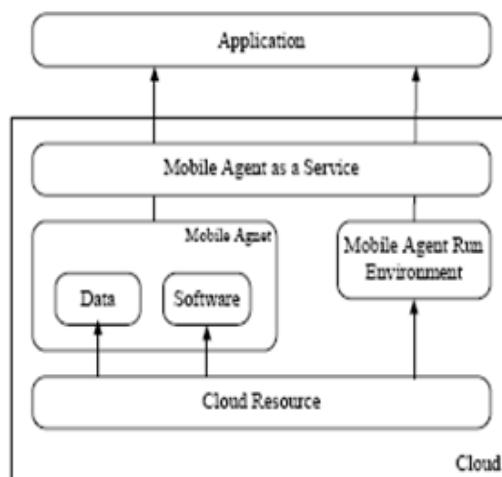 Application
Mobile Agent as a Service
Mobile Agnet
Mobile Agent Run
Environment
Data
Software
Cloud Resource
Cloud